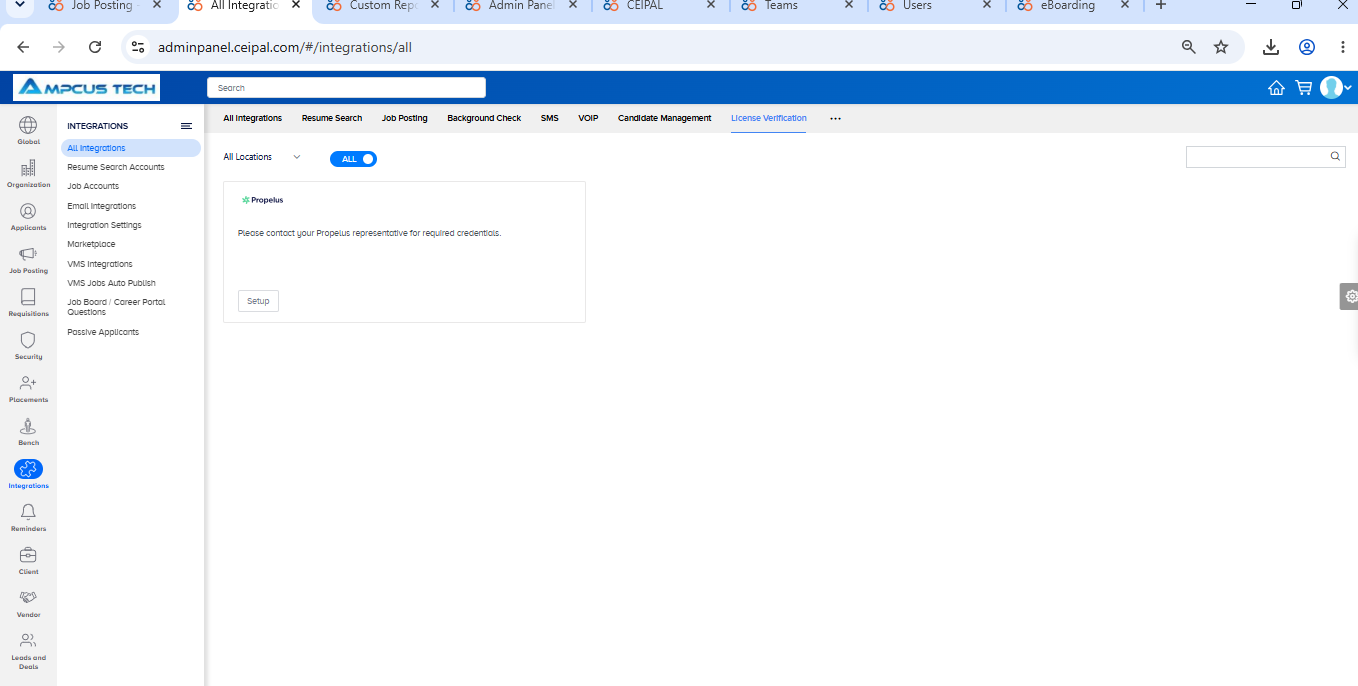 Job Posting -
All Integratio
Custom Repo
Admin Panel
CEIPAL
Teams
Users
eBoarding
adminpanel.ceipal.com/#/integrations/all
AMPCUS TECH
Search
Global
Organization
Applicants
Job Posting
Requisitions
Security
Placements
Bench
Integrations
Reminders
Client
Vendor
Leads and
Deals
INTEGRATIONS
All Integrations
Resume Search Accounts
Job Accounts
Email Integrations
Integration Settings
Marketplace
VMS Integrations
VMS Jobs Auto Publish
Job Board / Career Portal
Questions
Passive Applicants
All Integrations Resume Search Job Posting Background Check SMS VOIP Candidate Management License Verification ...
All Locations
ALL
Propelus
Please contact your Propelus representative for required credentials.
Setup